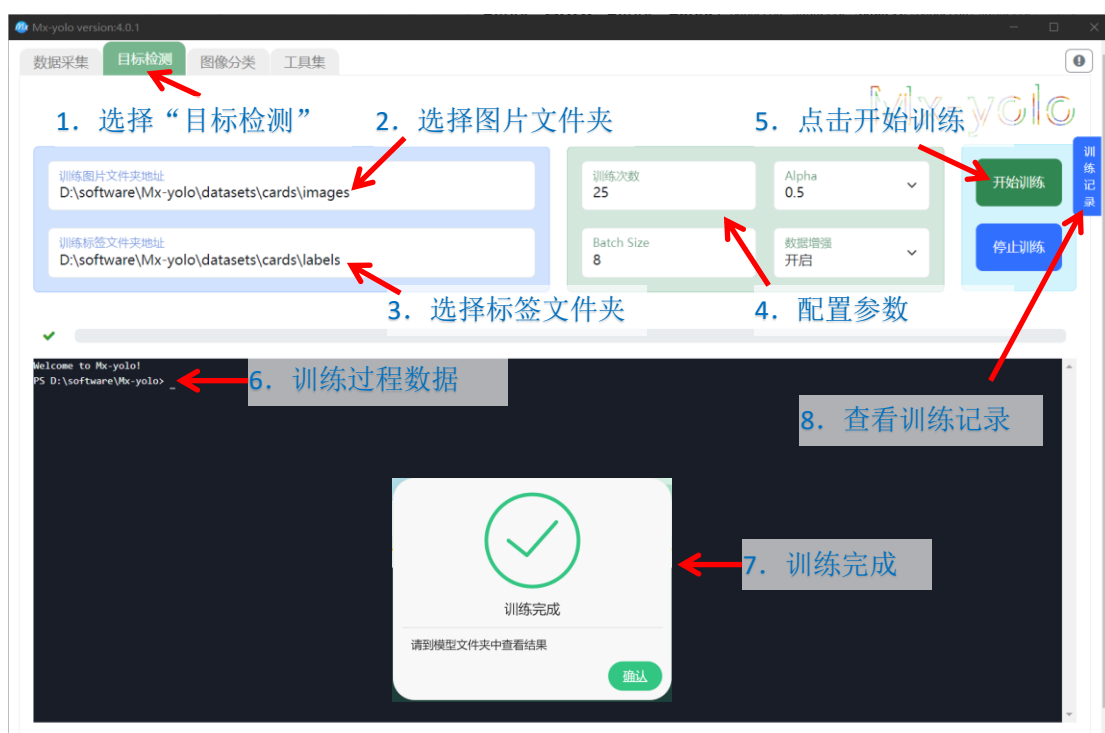 Mx-yolo version:4.0.1
数据采集 目标检测 图像分类 工具集
Mx-yolo
1. 选择“目标检测” 2. 选择图片文件夹 5. 点击开始训练
训练图片文件夹地址
D:\software\Mx-yolo\datasets\cards\images
训练标签文件夹地址
D:\software\Mx-yolo\datasets\cards\labels
训练次数
25
Alpha
0.5
Batch Size
8
数据增强
开启
开始训练
停止训练
训练记录
3. 选择标签文件夹 4. 配置参数
Welcome to Mx-yolo!
PS D:\software\Mx-yolo> _
6. 训练过程数据
8. 查看训练记录
7. 训练完成
训练完成
请到模型文件夹中查看结果
确认